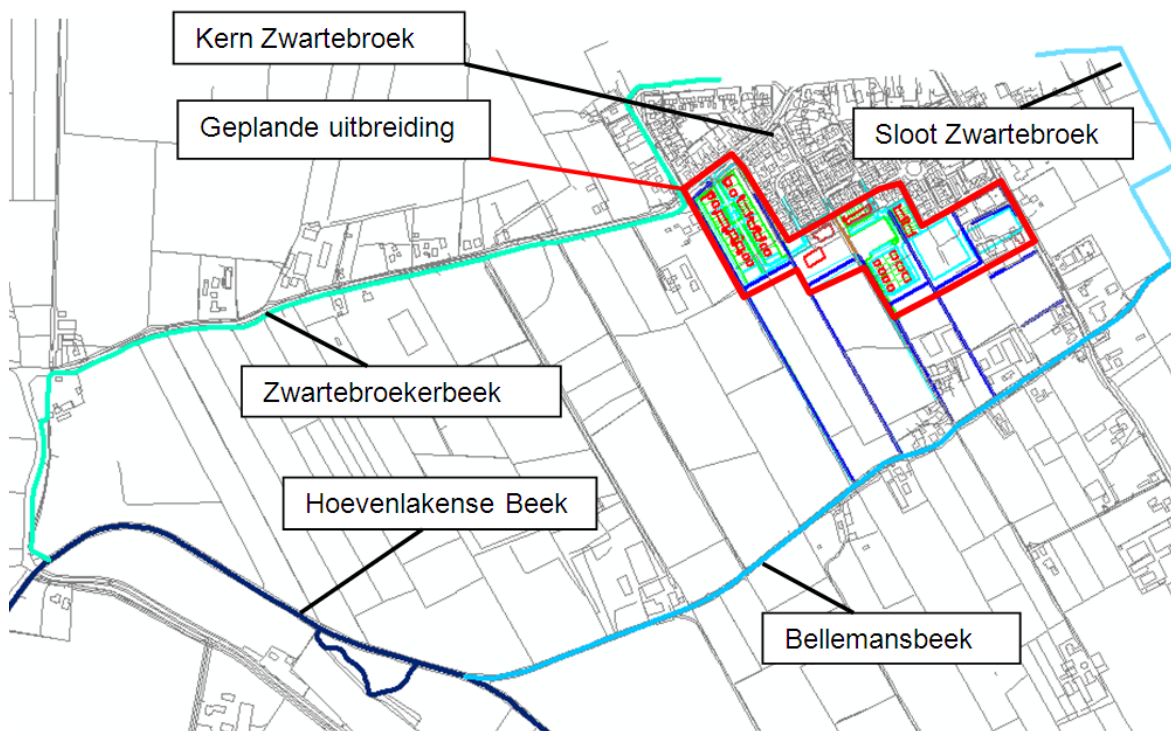 Kern Zwartebroek
Geplande uitbreiding
Sloot Zwartebroek
Zwartebroekerbeek
Hoevenlakense Beek
Bellemansbeek